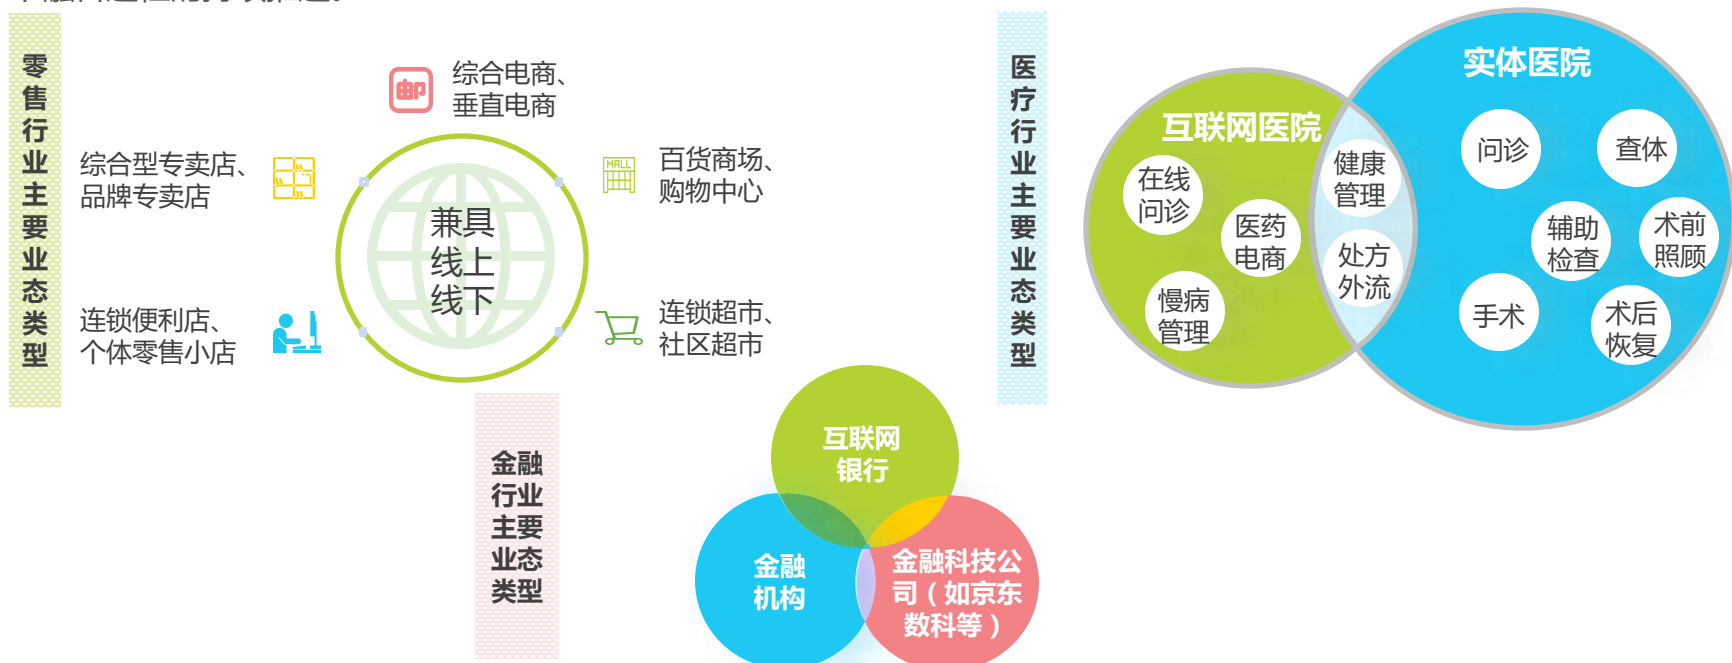 零售行业主要业态类型
综合电商、
垂直电商
综合型专卖店、
品牌专卖店
MALL
百货商场、
购物中心
兼具
线上
线下
连锁便利店、
个体零售小店
连锁超市、
社区超市
医疗行业主要业态类型
互联网医院
在线
问诊
医药
电商
慢病
管理
健康
管理
处方
外流
实体医院
问诊
查体
辅助
检查
术前
照顾
手术
术后
恢复
金融
行业
主要
业态
类型
互联网
银行
金融
机构
金融科技公
司（如京东
数科等）